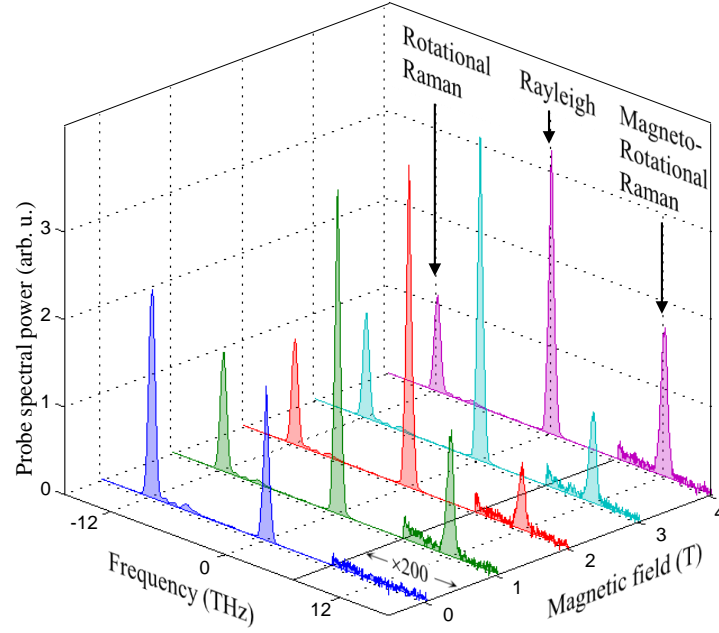 Rotational
Raman
Rayleigh
Magneto-
Rotational
Raman
Probe spectral power (arb. u.)
3
2
1
0
-12
0
12
Frequency (THz)
×200
0
1
2
3
4
Magnetic field (T)